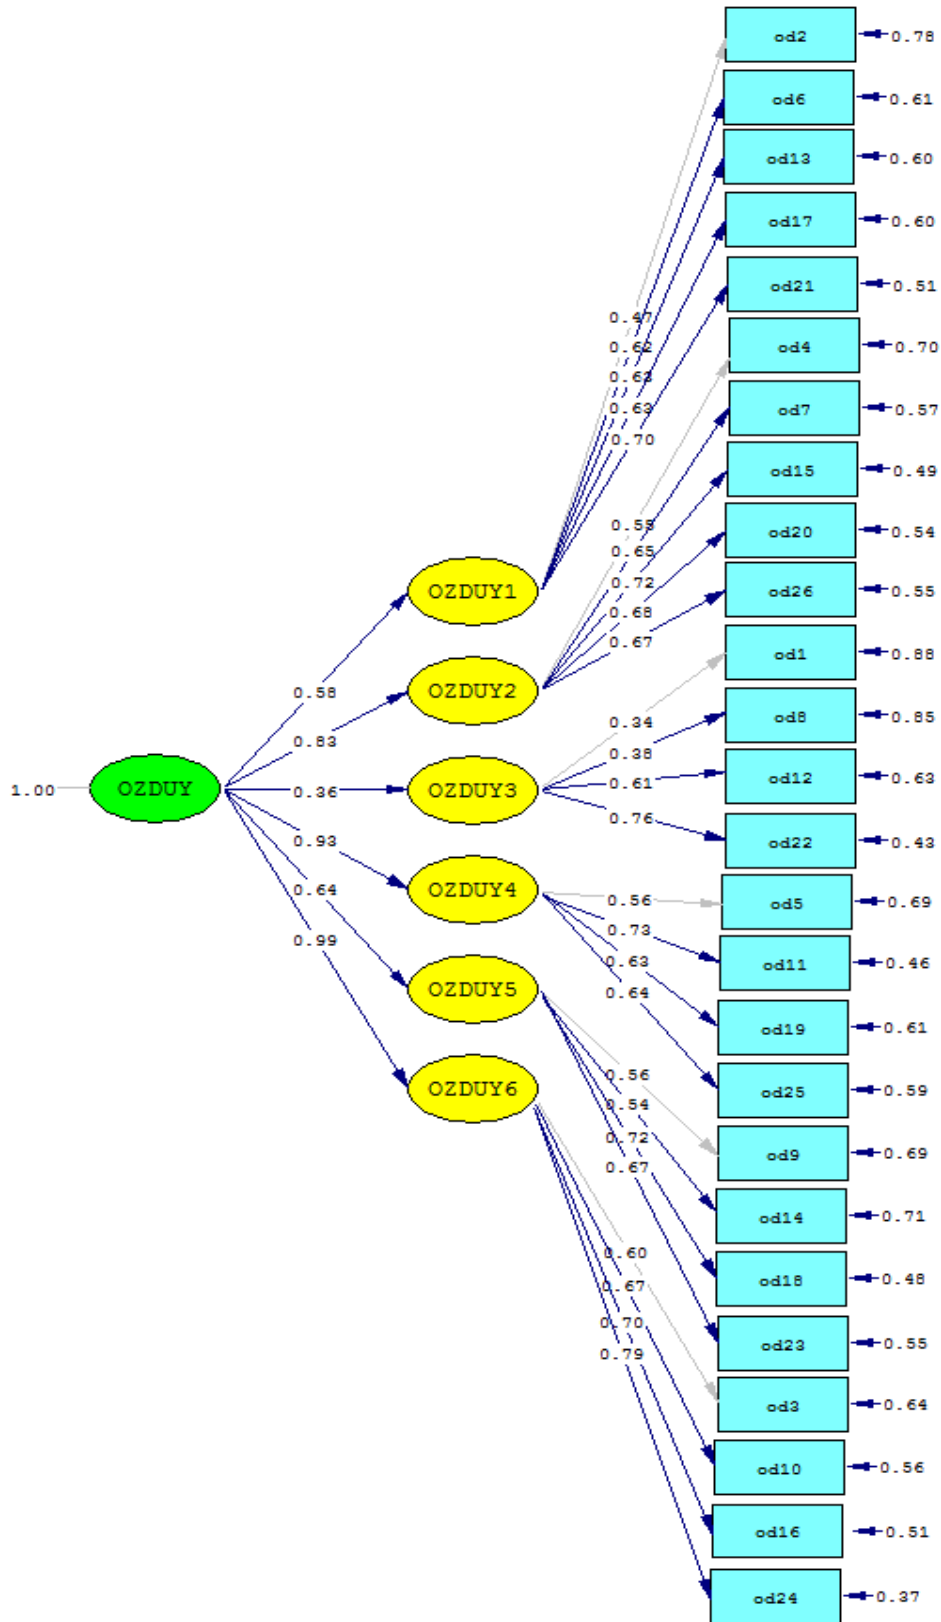 od2 0.78
od6 0.61
od13 0.60
od17 0.60
od21 0.51
0.47
0.62
0.63
0.63
0.70
od4 0.70
od7 0.57
od15 0.49
od20 0.54
od26 0.55
0.55
0.65
0.72
0.68
0.67
OZDUY1
OZDUY2
OZDUY3
OZDUY4
OZDUY5
OZDUY6
0.58
0.83
0.36
0.93
0.64
0.99
1.00 OZDUY
od1 0.88
od8 0.85
od12 0.63
od22 0.43
0.34
0.38
0.61
0.76
od5 0.69
od11 0.46
od19 0.61
od25 0.59
0.56
0.73
0.63
0.64
od9 0.69
od14 0.71
od18 0.48
od23 0.55
0.56
0.54
0.72
0.67
od3 0.64
od10 0.56
od16 0.51
od24 0.37
0.60
0.67
0.70
0.79